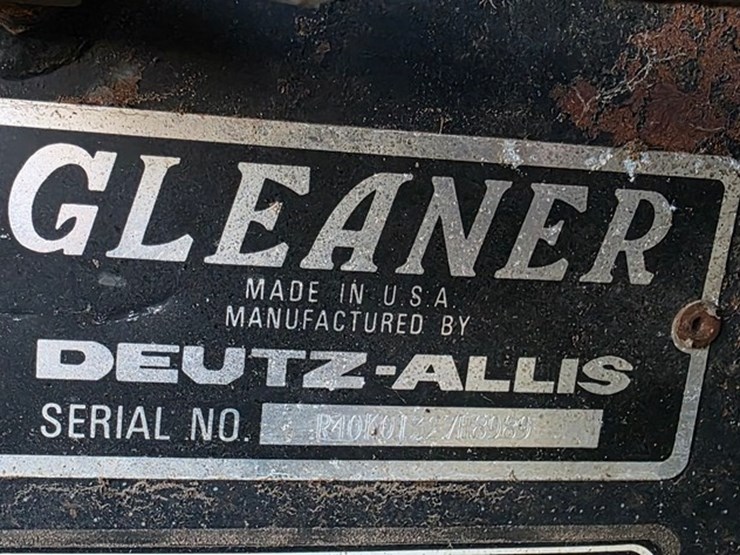 GLEANER
MADE IN U.S.A.
MANUFACTURED BY
DEUTZ-ALLIS
SERIAL NO.